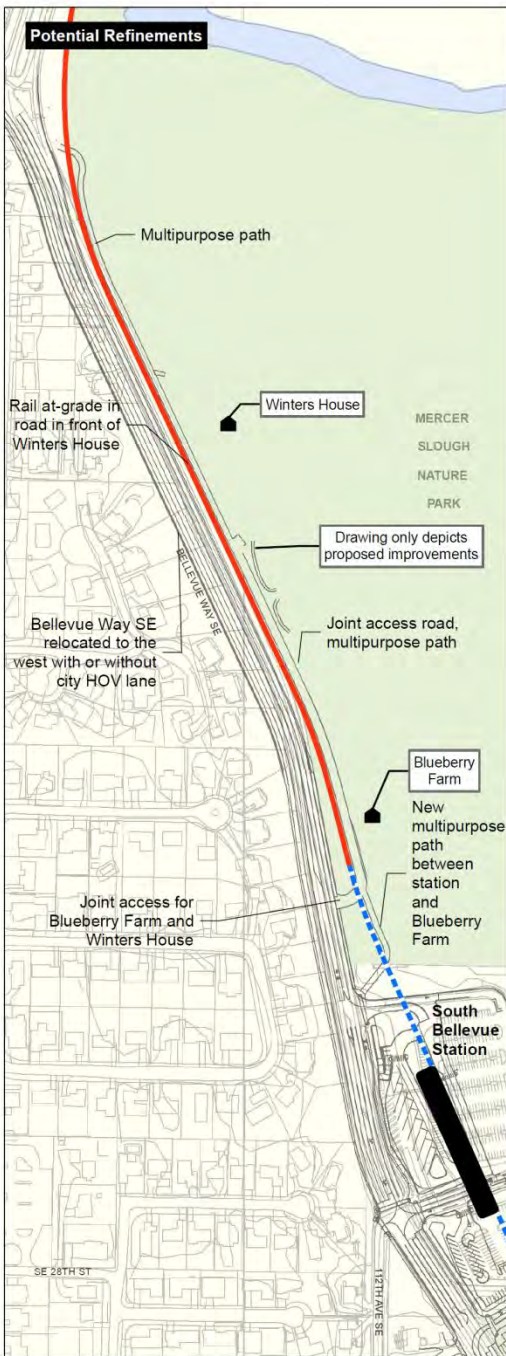 Potential Refinements
Multipurpose path
Rail at-grade in
road in front of
Winters House
Winters House
MERCER
SLOUGH
NATURE
PARK
Drawing only depicts
proposed improvements
BELLEVUE WAY SE
Bellevue Way SE
relocated to the
west with or without
city HOV lane
Joint access road,
multipurpose path
Blueberry
Farm
New
multipurpose
path
between
station
and
Blueberry
Farm
Joint access for
Blueberry Farm and
Winters House
South
Bellevue
Station
SE 28TH ST
112TH AVE SE